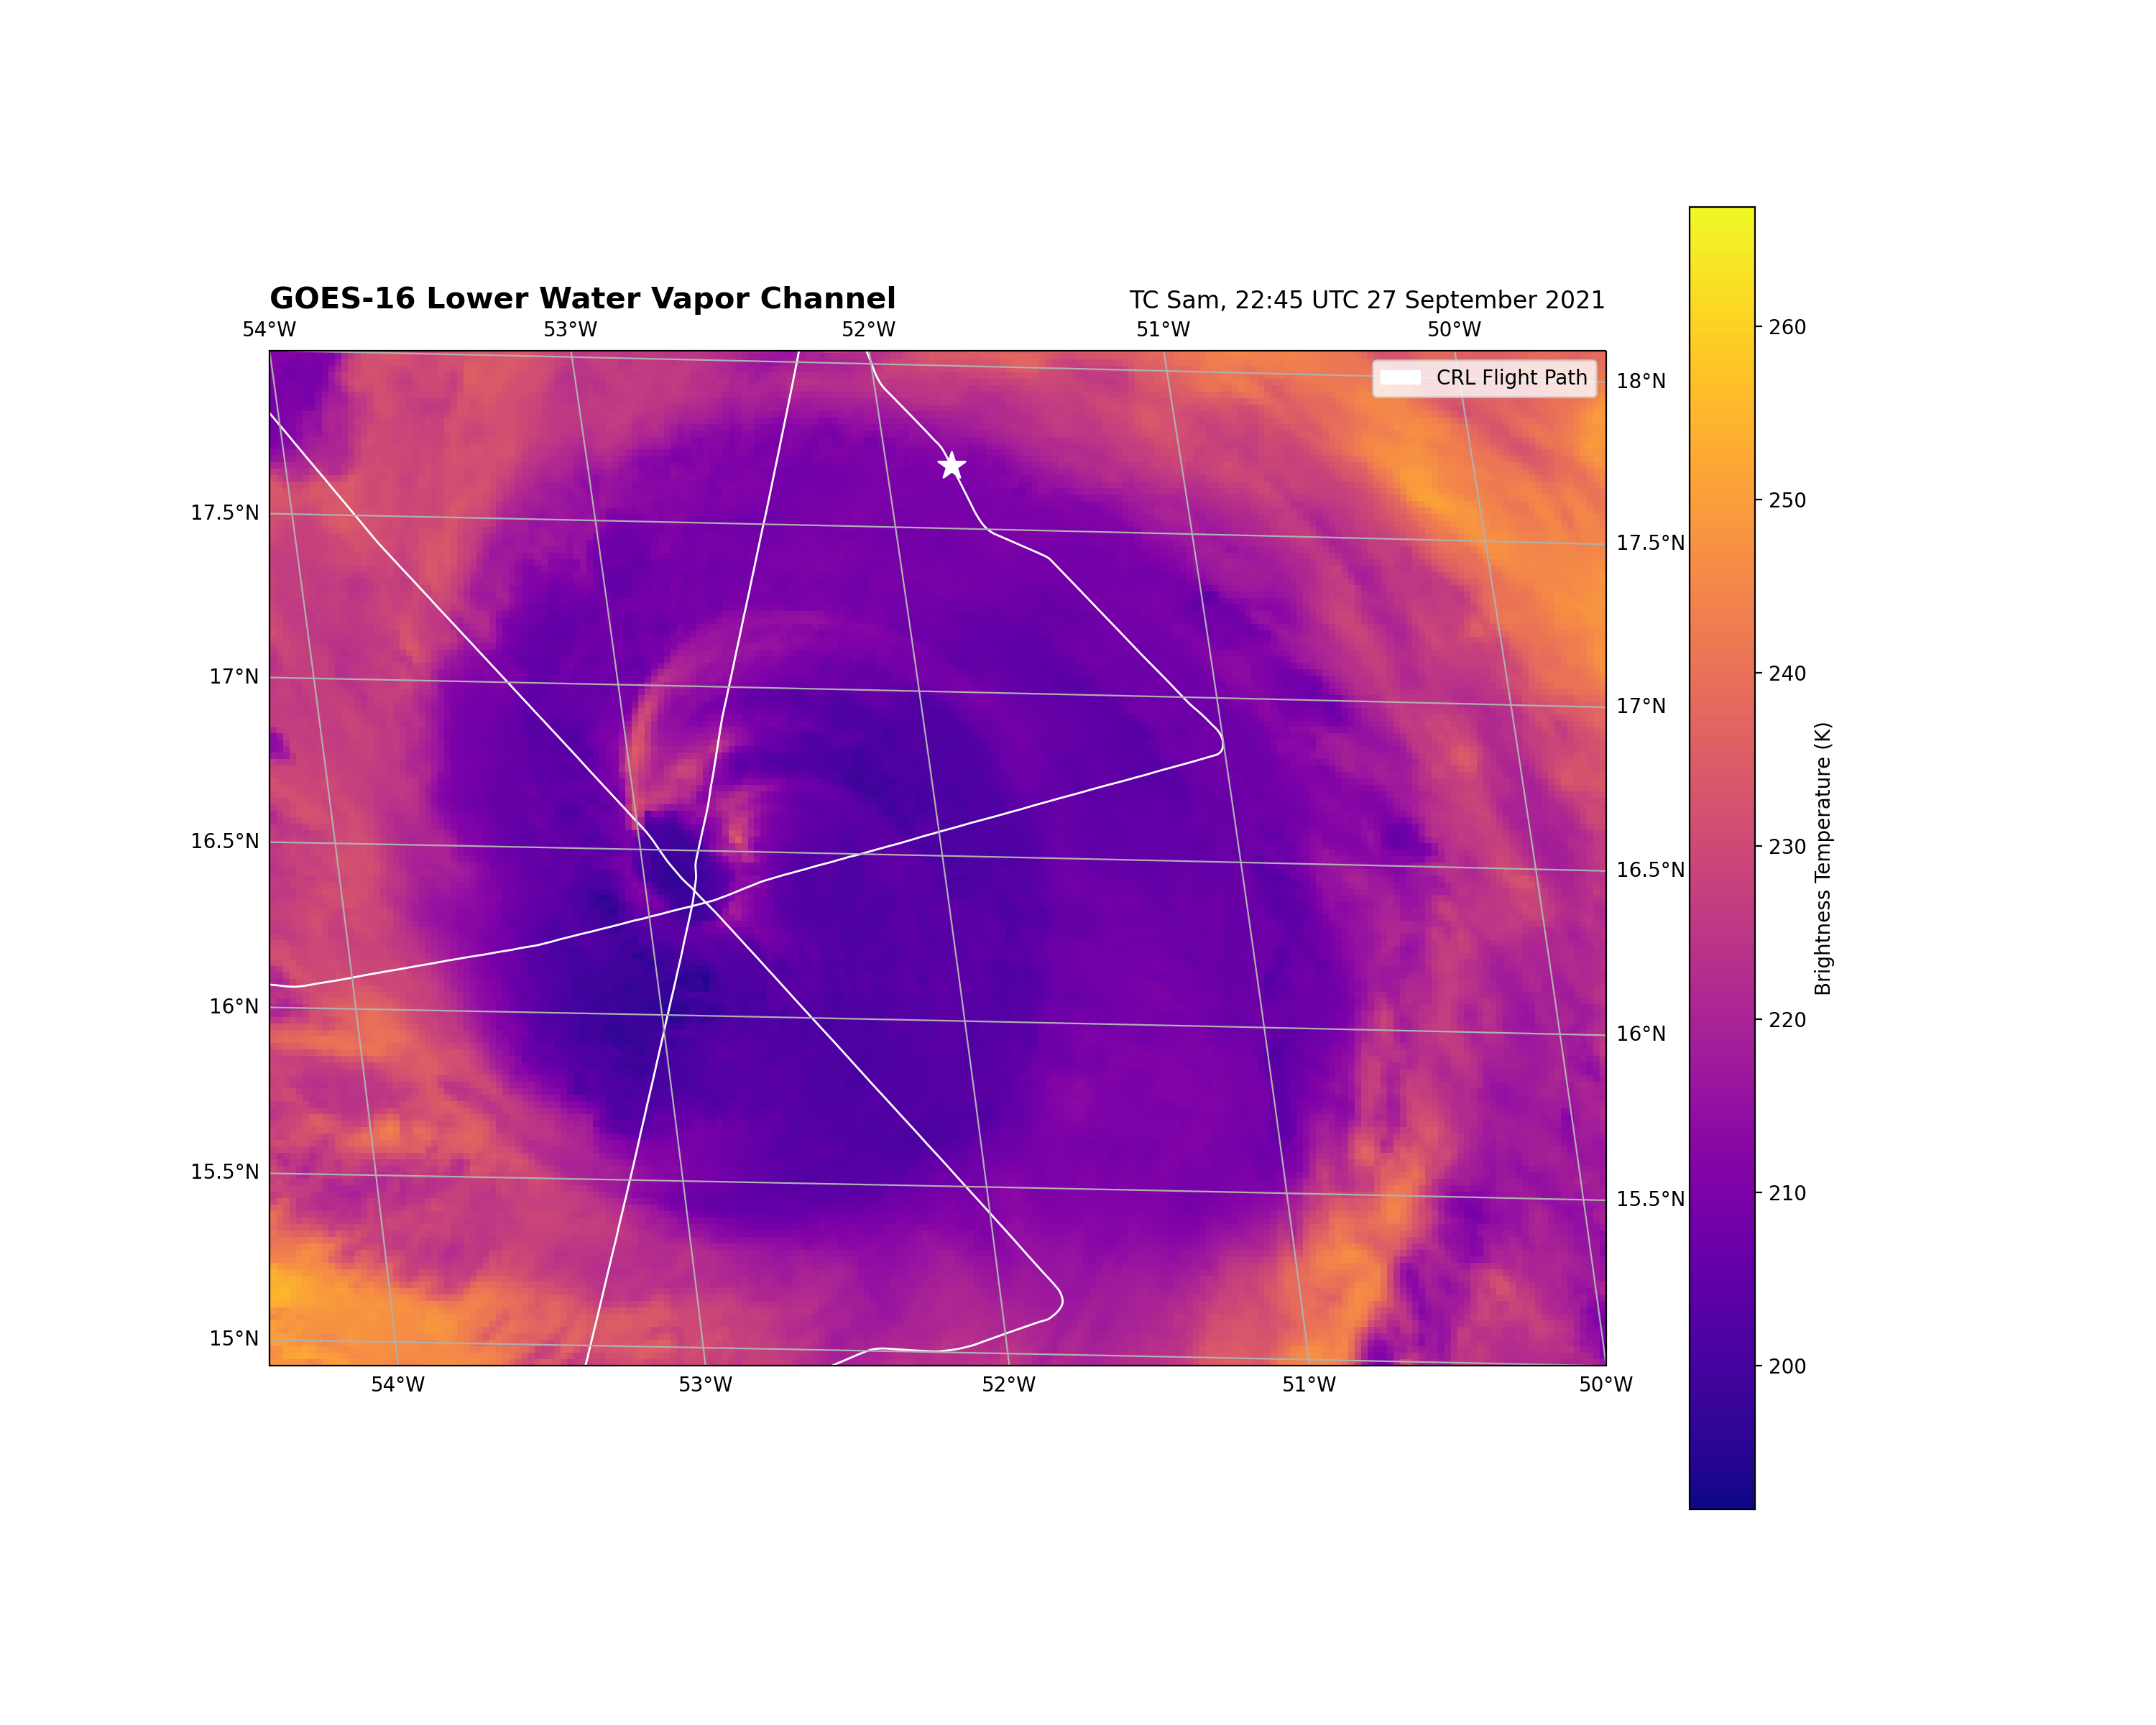 GOES-16 Lower Water Vapor Channel
TC Sam, 22:45 UTC 27 September 2021
54°W 53°W 52°W 51°W 50°W
CRL Flight Path
18°N
17.5°N
17°N
16.5°N
16°N
15.5°N
15°N
17.5°N
17°N
16.5°N
16°N
15.5°N
54°W 53°W 52°W 51°W 50°W
260
250
240
230
220
210
200
Brightness Temperature (K)